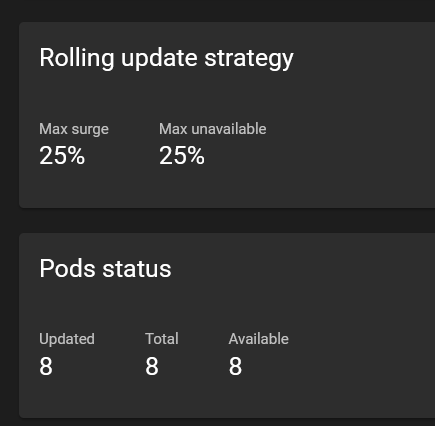 Rolling update strategy
Max surge Max unavailable
25% 25%
Pods status
Updated Total Available
8 8 8